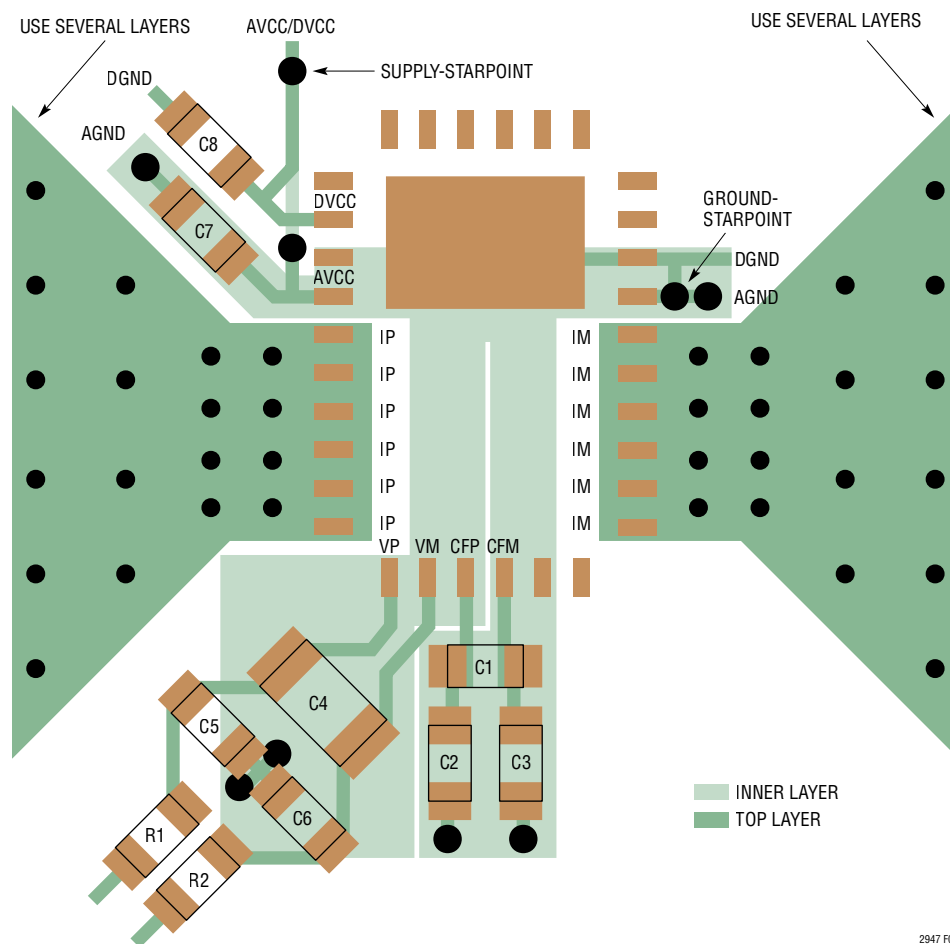 USE SEVERAL LAYERS
AVCC/DVCC
USE SEVERAL LAYERS
SUPPLY-STARPOINT
DGND
AGND
C8
C7
DVCC
AVCC
GROUND-
STARPOINT
DGND
AGND
IP
IM
IP
IM
IP
IM
IP
IM
IP
IM
IP
IM
VP
VM
CFP
CFM
C1
C4
C5
C2
C3
C6
R1
R2
INNER LAYER
TOP LAYER
2947